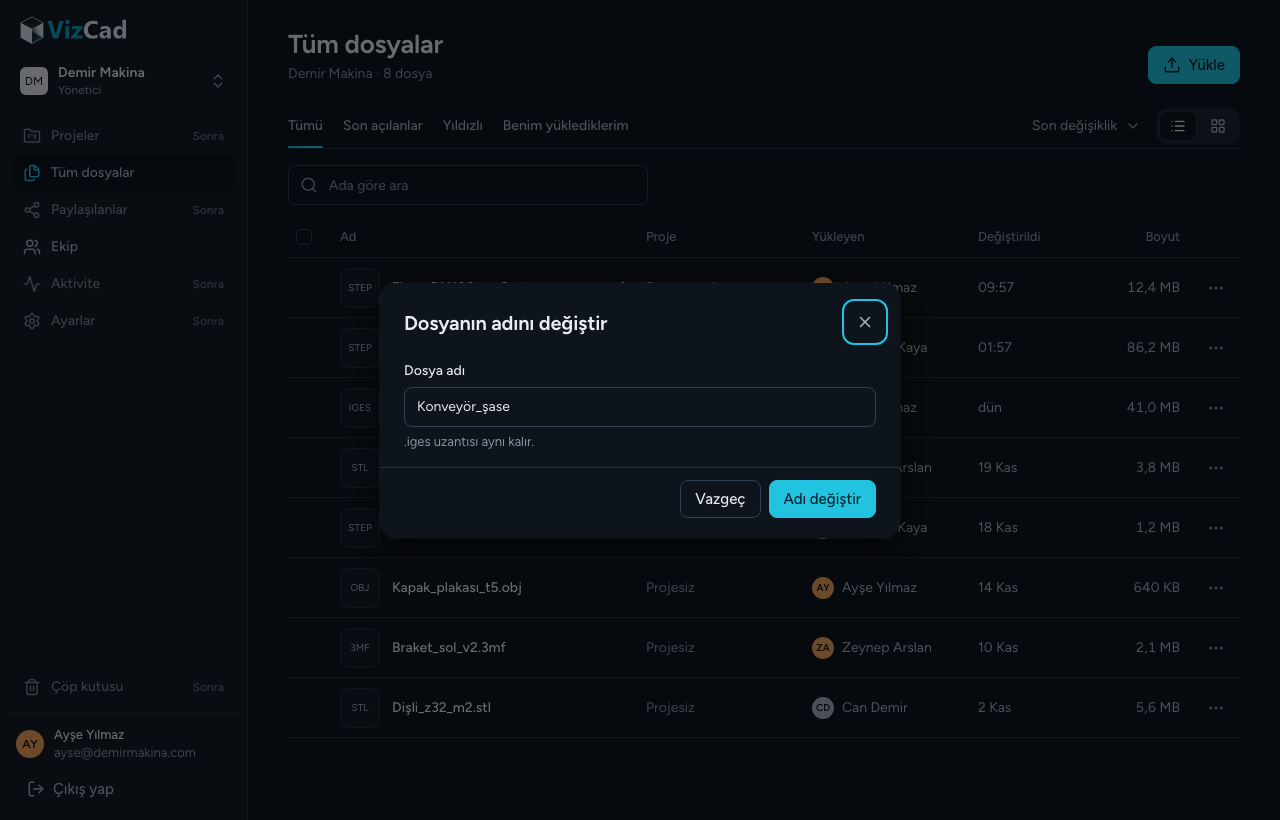 VizCad
DM
Demir Makina
Yönetici
Projeler Sonra
Tüm dosyalar
Paylaşılanlar Sonra
Ekip
Aktivite Sonra
Ayarlar Sonra
Çöp kutusu Sonra
AY
Ayşe Yılmaz
ayse@demirmakina.com
Çıkış yap
Tüm dosyalar
Demir Makina · 8 dosya
Yükle
Tümü Son açılanlar Yıldızlı Benim yüklediklerim Son değişiklik
Ada göre ara
Ad Proje Yükleyen Değiştirildi Boyut
STEP 09:57 12,4 MB
STEP Kaya 01:57 86,2 MB
IGES dün 41,0 MB
STL 19 Kas 3,8 MB
STEP Kaya 18 Kas 1,2 MB
OBJ Kapak_plakası_t5.obj Projesiz AY Ayşe Yılmaz 14 Kas 640 KB
3MF Braket_sol_v2.3mf Projesiz ZA Zeynep Arslan 10 Kas 2,1 MB
STL Dişli_z32_m2.stl Projesiz CD Can Demir 2 Kas 5,6 MB
Dosyanın adını değiştir
Dosya adı
Konveyör_şase
.iges uzantısı aynı kalır.
Vazgeç Adı değiştir